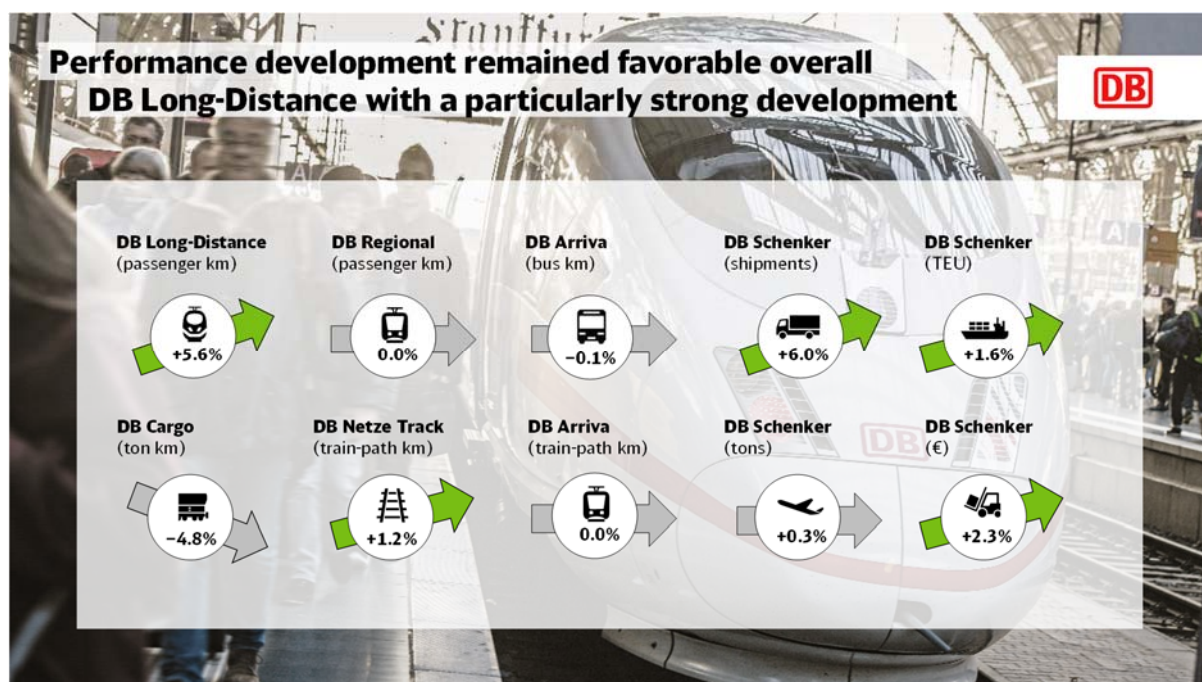 Performance development remained favorable overall
DB Long-Distance with a particularly strong development
DB
DB Long-Distance
(passenger km)
+5.6%
DB Regional
(passenger km)
0.0%
DB Arriva
(bus km)
−0.1%
DB Schenker
(shipments)
+6.0%
DB Schenker
(TEU)
+1.6%
DB Cargo
(ton km)
−4.8%
DB Netze Track
(train-path km)
+1.2%
DB Arriva
(train-path km)
0.0%
DB Schenker
(tons)
+0.3%
DB Schenker
(€)
+2.3%
DB
A
A